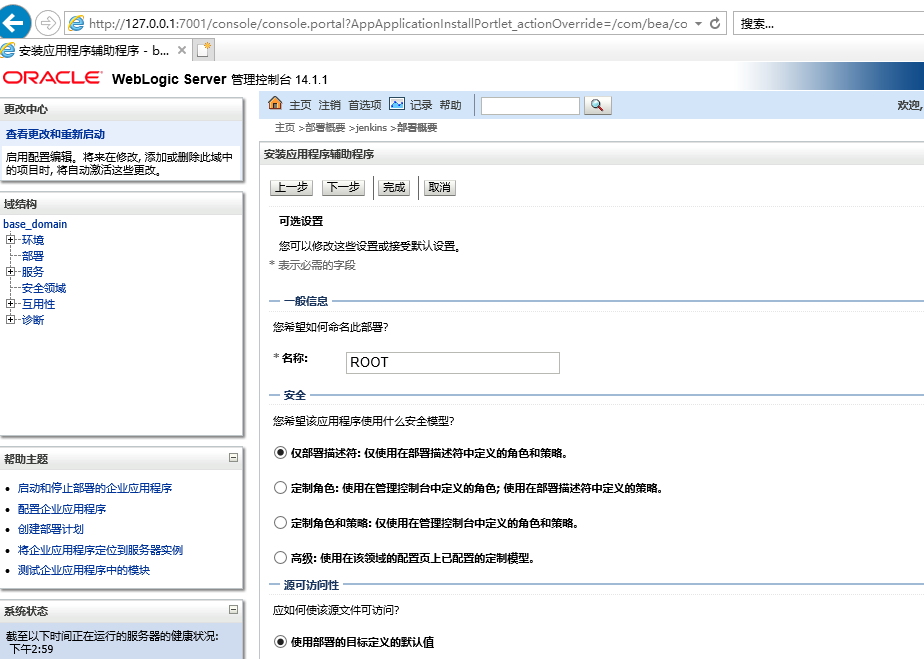 http://127.0.0.1:7001/console/console.portal?AppApplicationInstallPortlet_actionOverride=/com/bea/co
搜索...
安装应用程序辅助程序 - b...
ORACLE WebLogic Server 管理控制台 14.1.1
更改中心
查看更改和重新启动
启用配置编辑。将来在修改, 添加或删除此域中
的项目时, 将自动激活这些更改。
域结构
base_domain
环境
部署
服务
安全领域
互用性
诊断
帮助主题
启动和停止部署的企业应用程序
配置企业应用程序
创建部署计划
将企业应用程序定位到服务器实例
测试企业应用程序中的模块
系统状态
截至以下时间正在运行的服务器的健康状况:
下午2:59
主页 注销 首选项 记录 帮助
欢迎,
主页 >部署概要 >jenkins >部署概要
安装应用程序辅助程序
上一步 下一步 完成 取消
可选设置
您可以修改这些设置或接受默认设置。
* 表示必需的字段
一般信息
您希望如何命名此部署?
* 名称: ROOT
安全
您希望该应用程序使用什么安全模型?
仅部署描述符: 仅使用在部署描述符中定义的角色和策略。
定制角色: 使用在管理控制台中定义的角色; 使用在部署描述符中定义的策略。
定制角色和策略: 仅使用在管理控制台中定义的角色和策略。
高级: 使用在该领域的配置页上已配置的定制模型。
源可访问性
应如何使该源文件可访问?
使用部署的目标定义的默认值